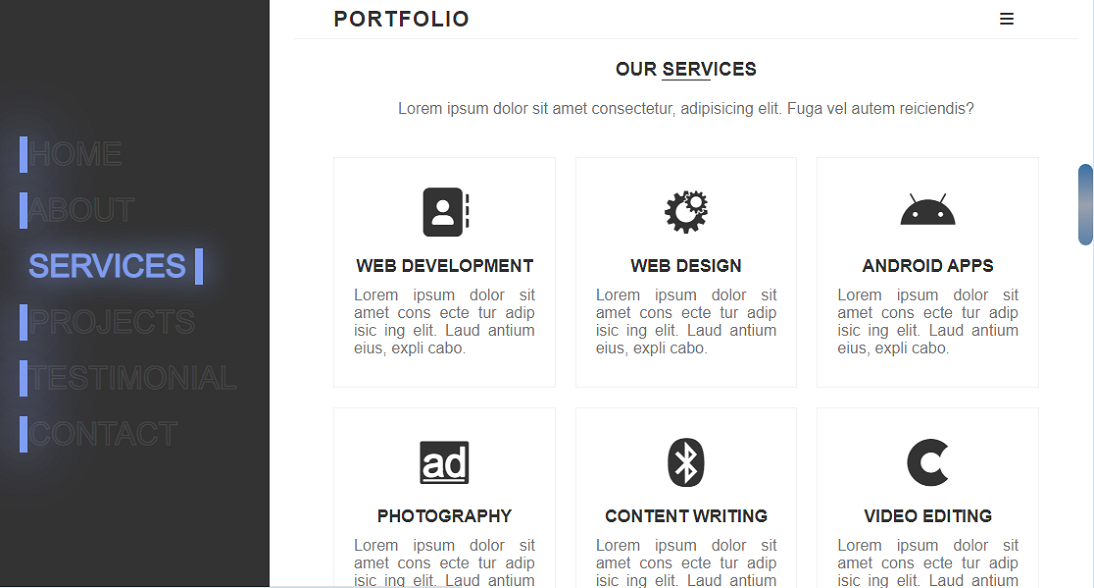 HOME
ABOUT
SERVICES
PROJECTS
TESTIMONIAL
CONTACT
PORTFOLIO
OUR SERVICES
Lorem ipsum dolor sit amet consectetur, adipisicing elit. Fuga vel autem reiciendis?
WEB DEVELOPMENT
Lorem ipsum dolor sit
amet cons ecte tur adip
isic ing elit. Laud antium
eius, expli cabo.
WEB DESIGN
Lorem ipsum dolor sit
amet cons ecte tur adip
isic ing elit. Laud antium
eius, expli cabo.
ANDROID APPS
Lorem ipsum dolor sit
amet cons ecte tur adip
isic ing elit. Laud antium
eius, expli cabo.
ad
PHOTOGRAPHY
Lorem ipsum dolor sit
amet cons ecte tur adip
isic ing elit. Laud antium
CONTENT WRITING
Lorem ipsum dolor sit
amet cons ecte tur adip
isic ing elit. Laud antium
VIDEO EDITING
Lorem ipsum dolor sit
amet cons ecte tur adip
isic ing elit. Laud antium